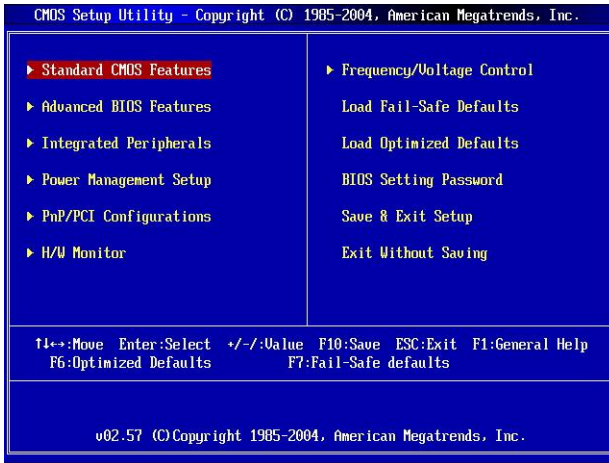 CMOS Setup Utility - Copyright (C) 1985-2004, American Megatrends, Inc.
▶ Standard CMOS Features
▶ Advanced BIOS Features
▶ Integrated Peripherals
▶ Power Management Setup
▶ PnP/PCI Configurations
▶ H/W Monitor
▶ Frequency/Voltage Control
Load Fail-Safe Defaults
Load Optimized Defaults
BIOS Setting Password
Save & Exit Setup
Exit Without Saving
↑↓←→:Move Enter:Select +/-/:Value F10:Save ESC:Exit F1:General Help
F6:Optimized Defaults F7:Fail-Safe defaults
v02.57 (C)Copyright 1985-2004, American Megatrends, Inc.